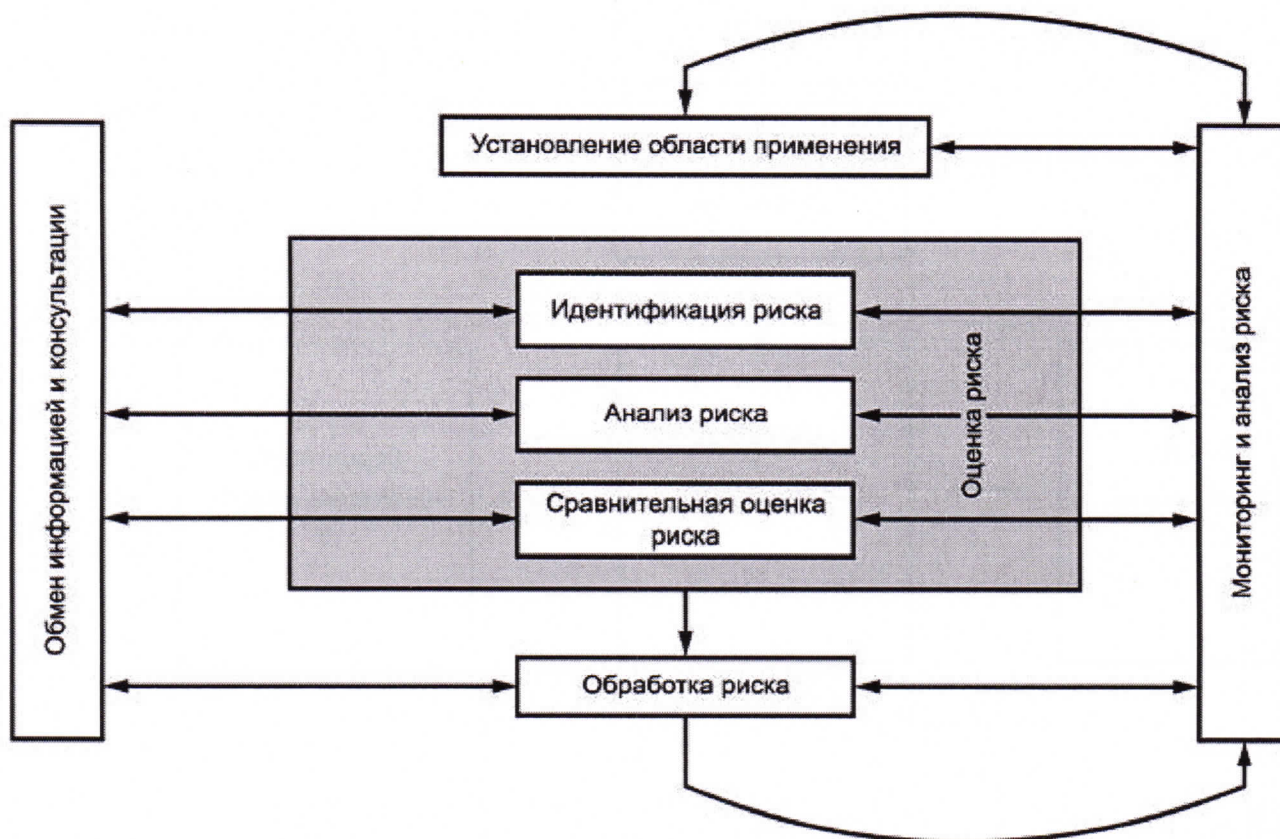 Установление области применения
Обмен информацией и консультации
Идентификация риска
Анализ риска
Сравнительная оценка
риска
Оценка риска
Мониторинг и анализ риска
Обработка риска